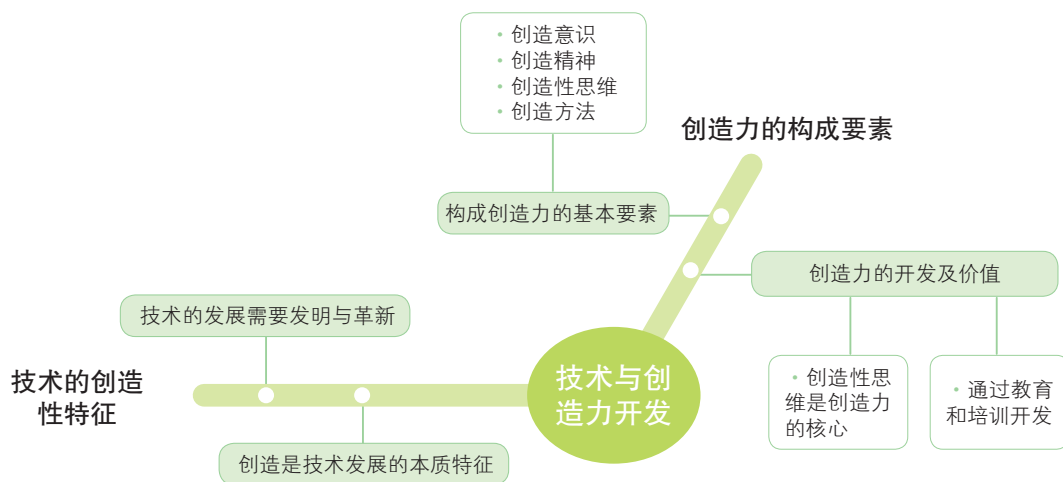 · 创造意识
· 创造精神
· 创造性思维
· 创造方法
创造力的构成要素
构成创造力的基本要素
创造力的开发及价值
技术的发展需要发明与革新
技术的创造
性特征
技术与创
造力开发
· 创造性思
维是创造力
的核心
· 通过教育
和培训开发
创造是技术发展的本质特征